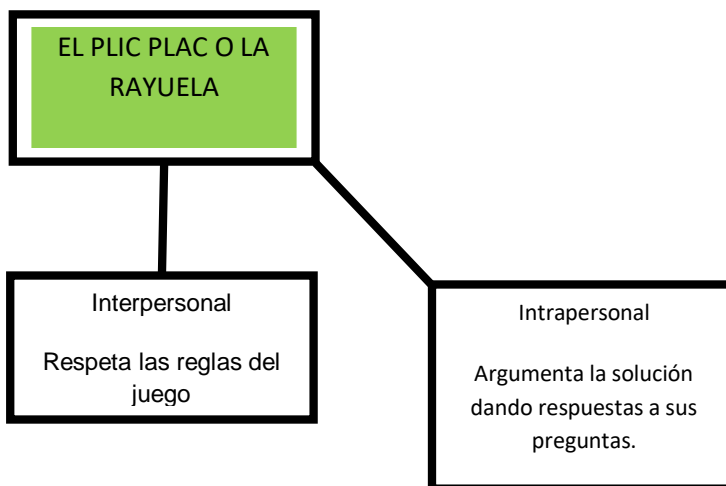 EL PLIC PLAC O LA
RAYUELA
Interpersonal
Respeta las reglas del
juego
Intrapersonal
Argumenta la solución
dando respuestas a sus
preguntas.